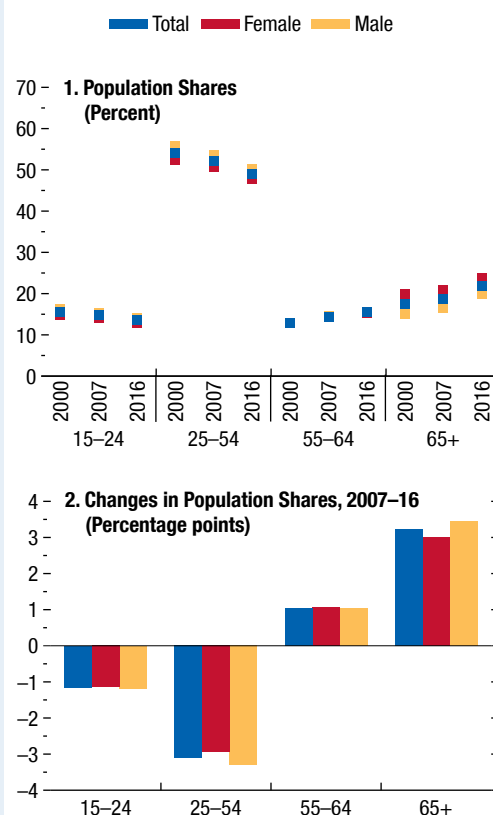 Total Female Male
1. Population Shares
(Percent)
70
60
50
40
30
20
10
0
2000 2007 2016 2000 2007 2016 2000 2007 2016 2000 2007 2016
15–24 25–54 55–64 65+
2. Changes in Population Shares, 2007–16
(Percentage points)
4
3
2
1
0
–1
–2
–3
–4
15–24 25–54 55–64 65+